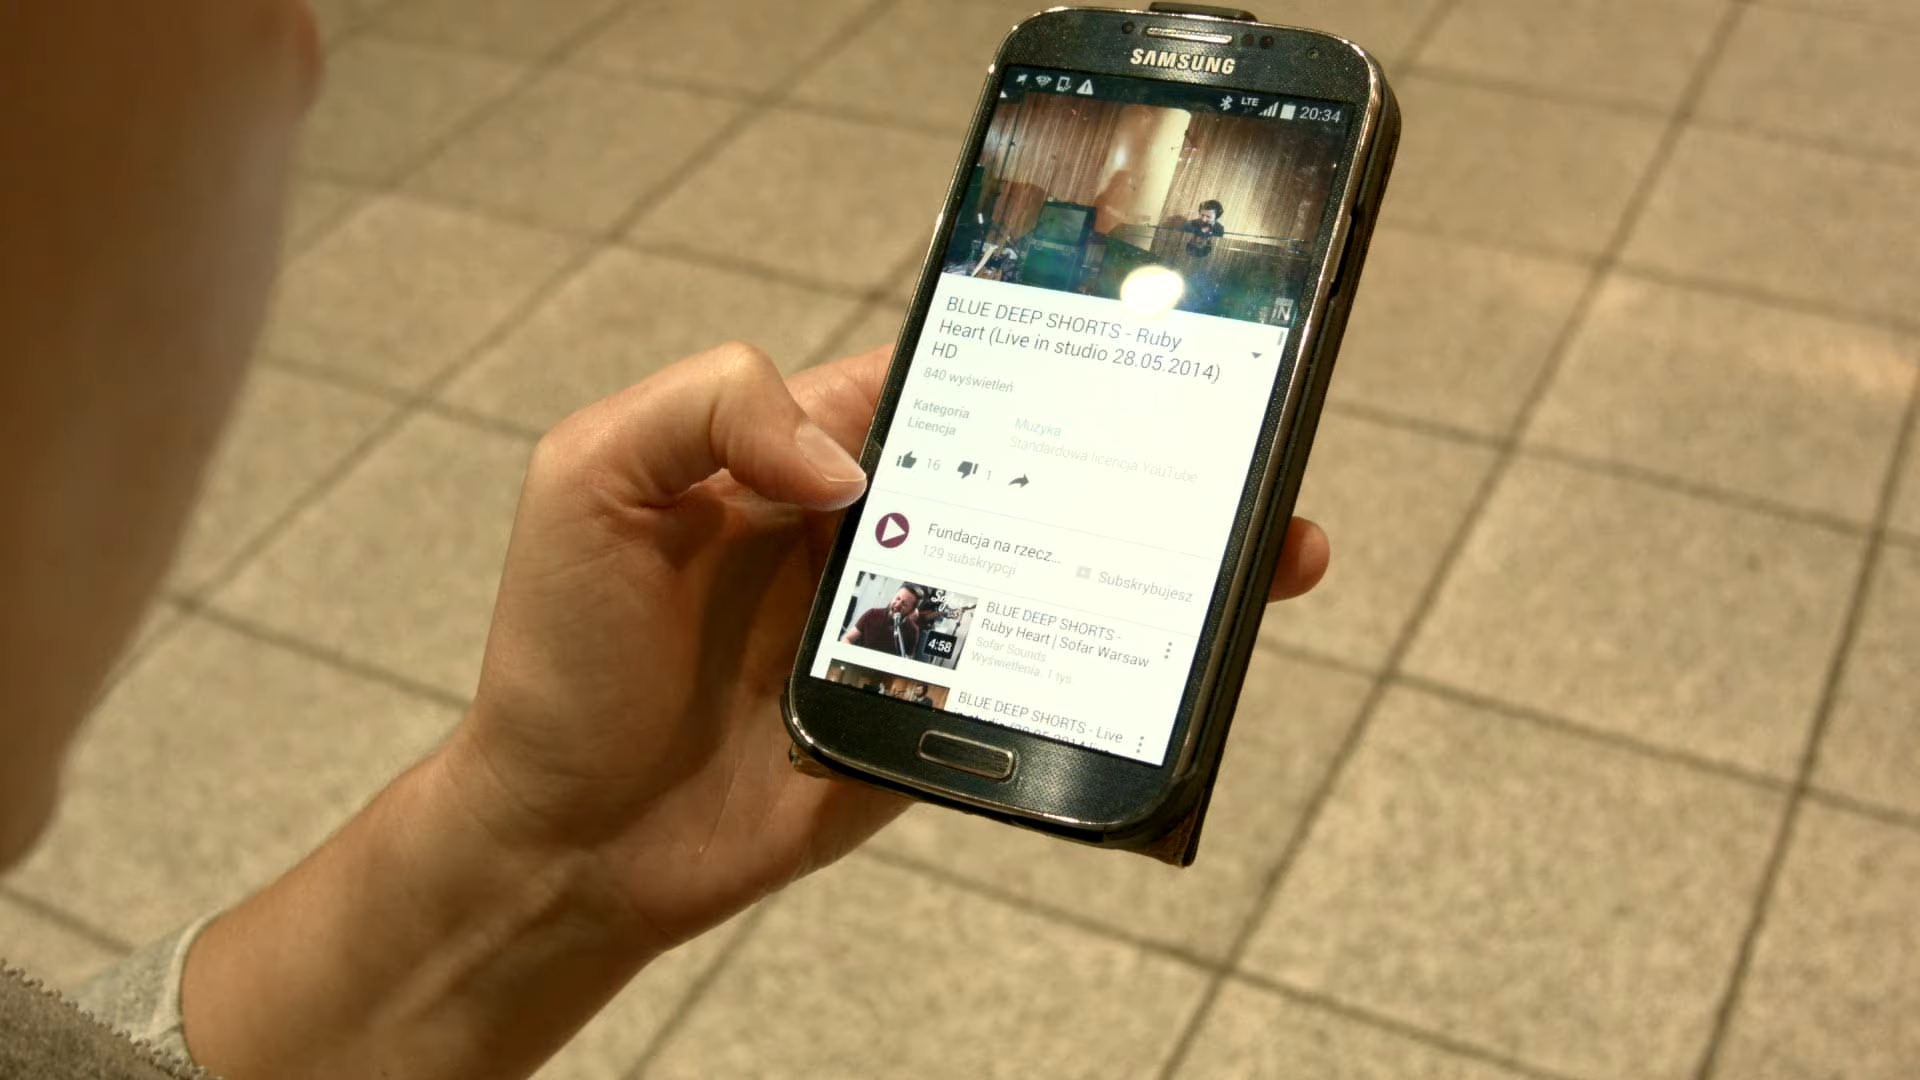 SAMSUNG
LTE
20:34
BLUE DEEP SHORTS - Ruby
Heart (Live in studio 28.05.2014)
HD
840 wyświetleń
Kategoria
Muzyka
Licencja
Standardowa licencja YouTube
16
1
Fundacja na rzecz...
129 subskrypcji
Subskrybujesz
4:58
BLUE DEEP SHORTS -
Ruby Heart | Sofar Warsaw
Sofar Sounds
Wyświetlenia: 1 tys
BLUE DEEP SHORTS - Live